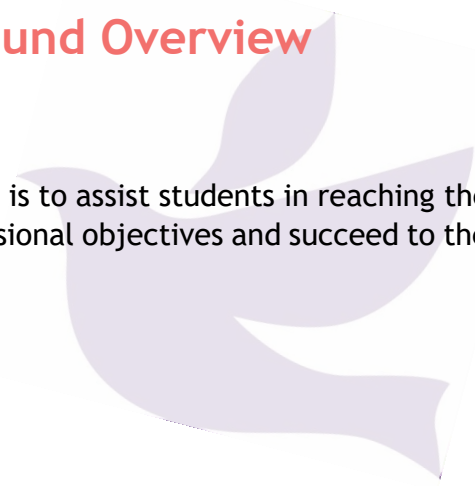 und Overview
is to assist students in reaching the
sional objectives and succeed to the